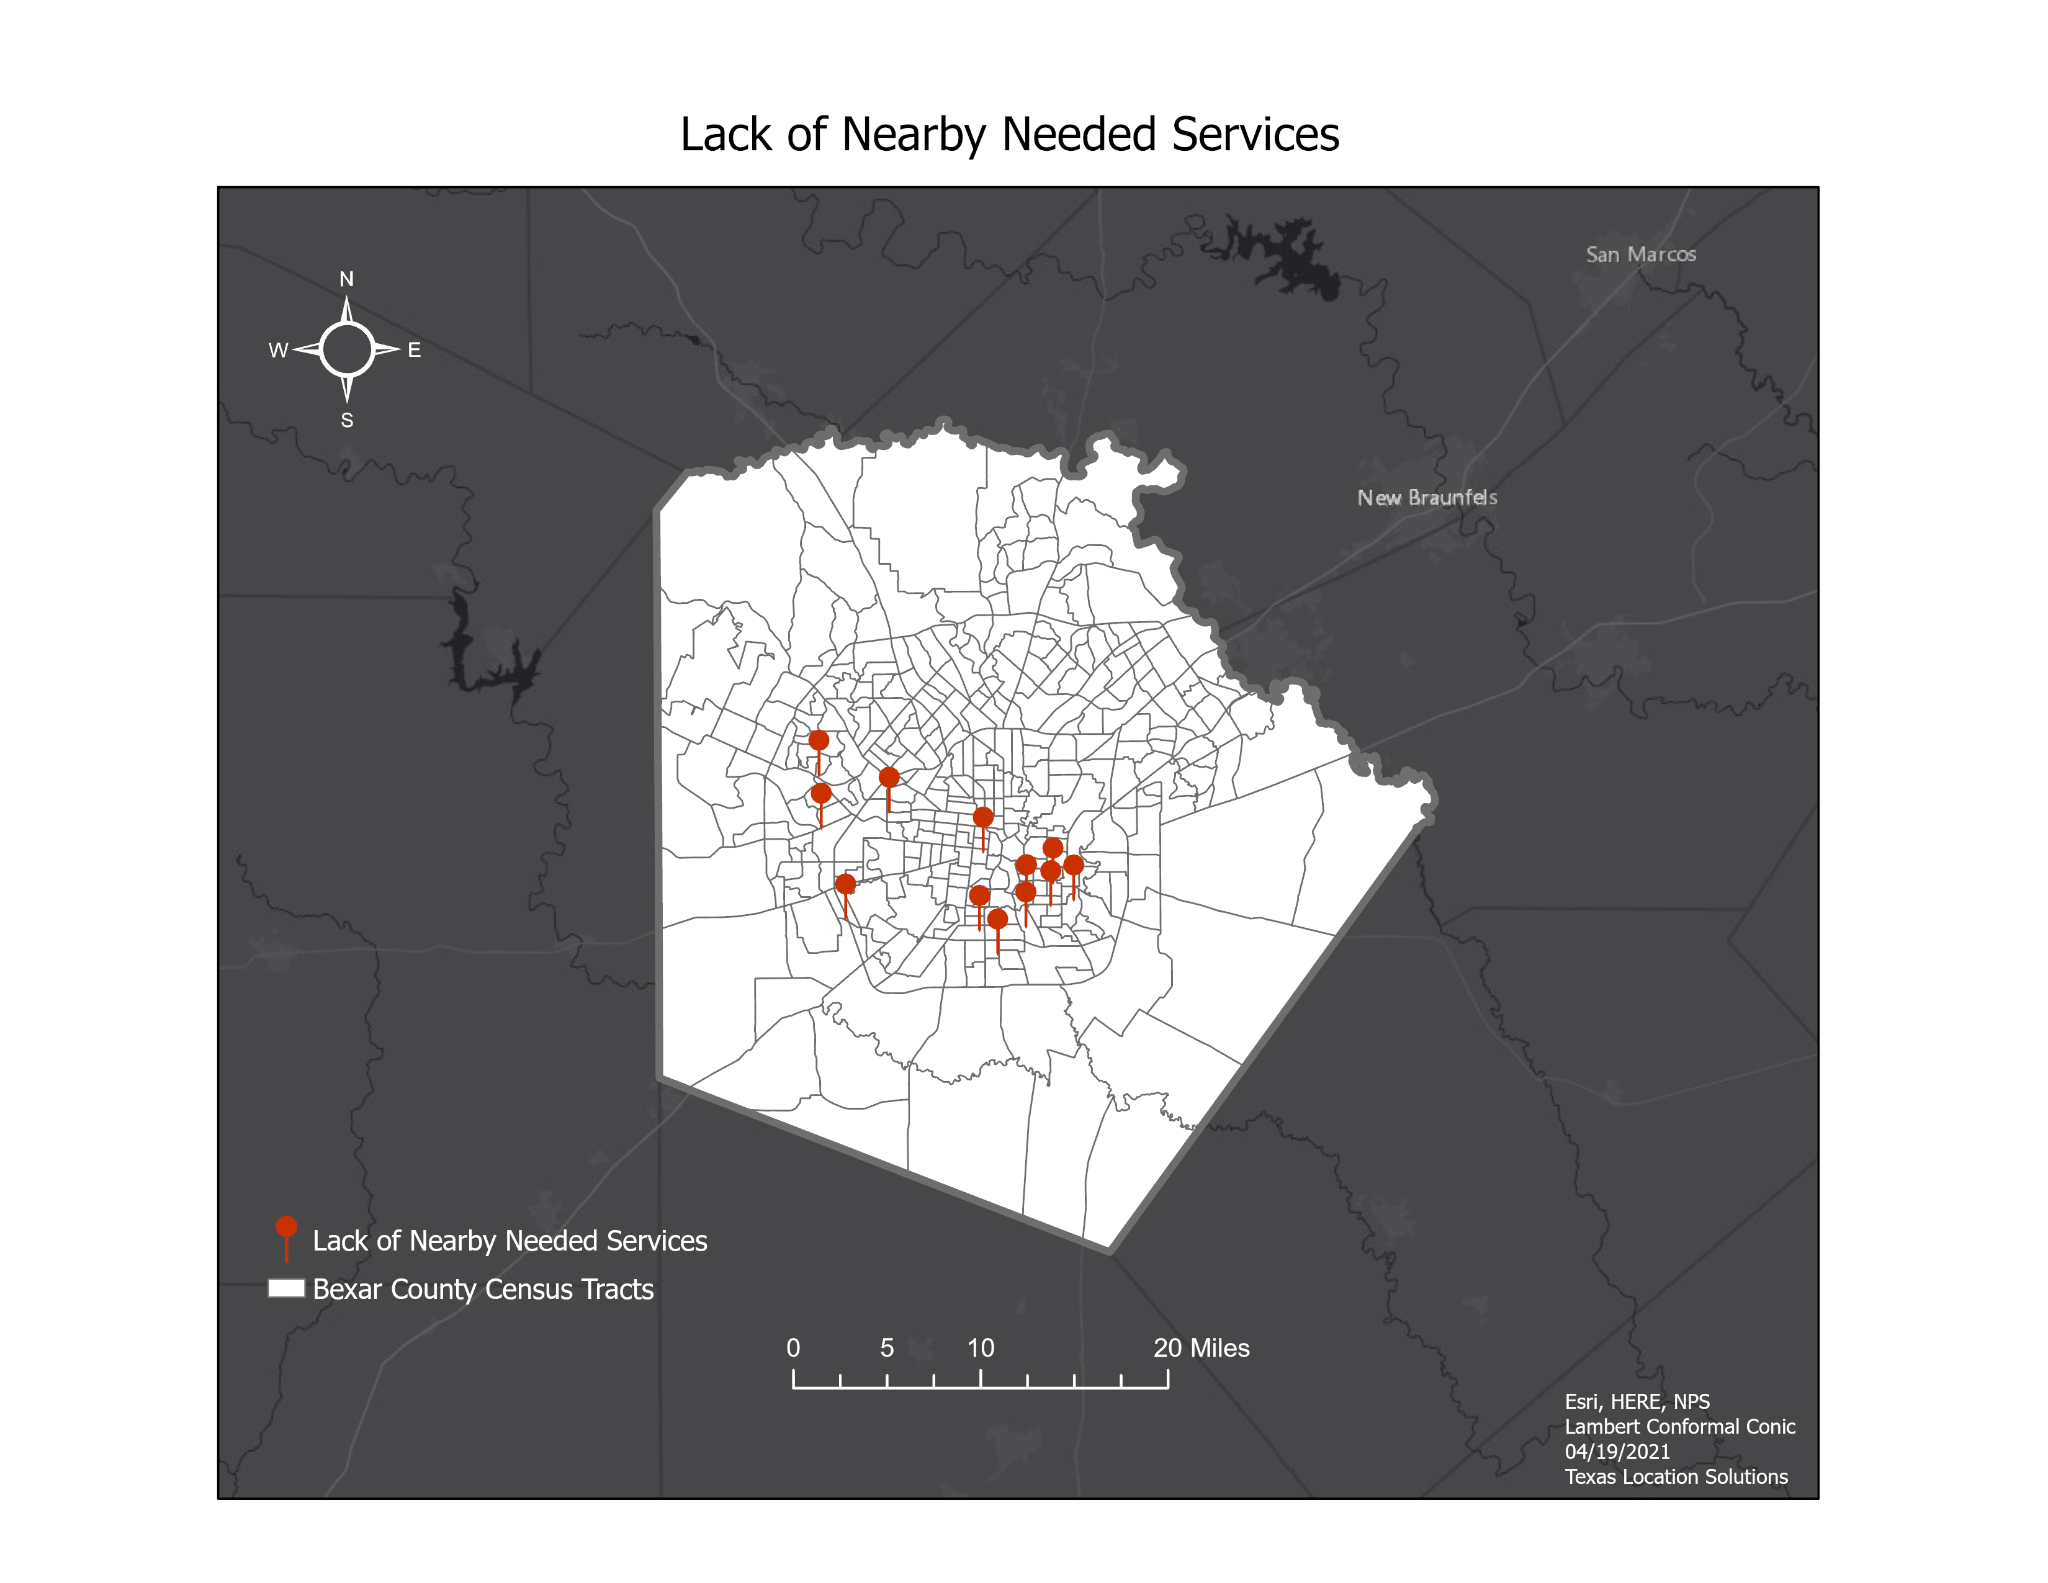 Lack of Nearby Needed Services
San Marcos
N
W E
S
New Braunfels
Lack of Nearby Needed Services
Bexar County Census Tracts
0 5 10 20 Miles
Esri, HERE, NPS
Lambert Conformal Conic
04/19/2021
Texas Location Solutions